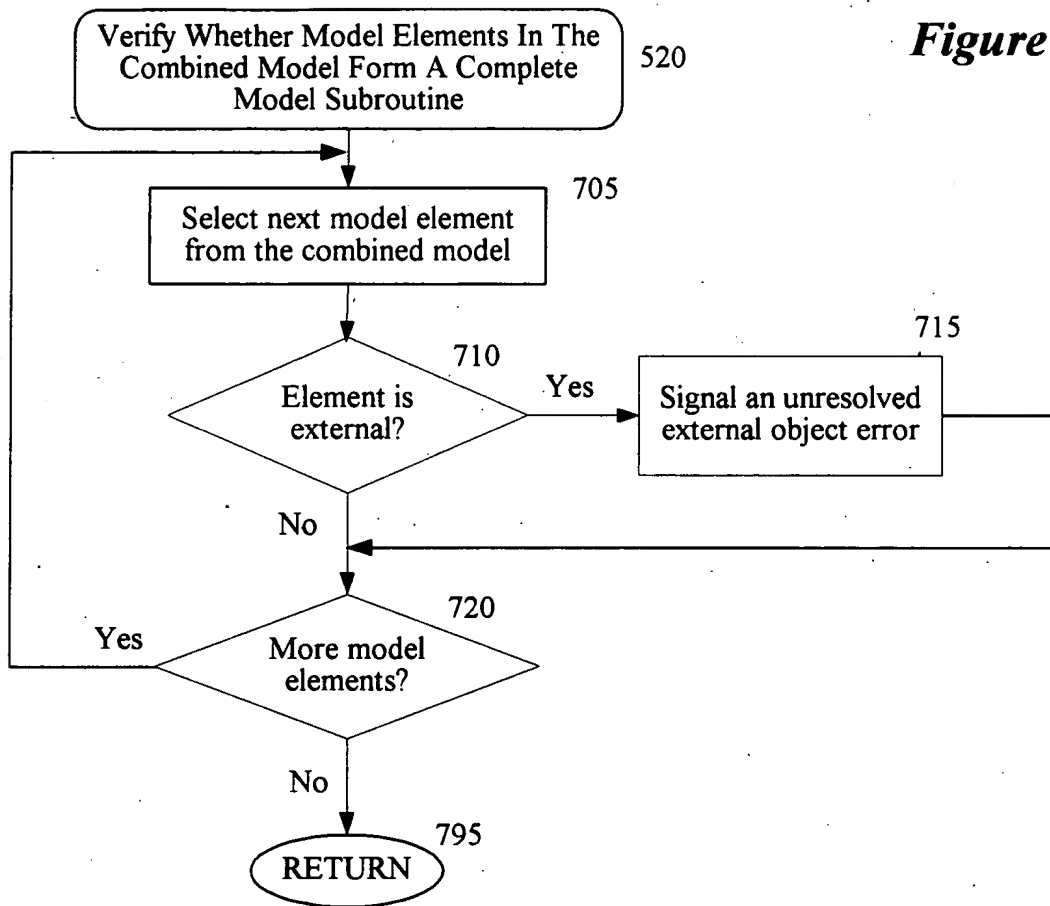 Verify Whether Model Elements In The
Combined Model Form A Complete
Model Subroutine
520
Figure
705
Select next model element
from the combined model
710
Element is
external?
Yes
715
Signal an unresolved
external object error
No
720
Yes
More model
elements?
No
795
RETURN